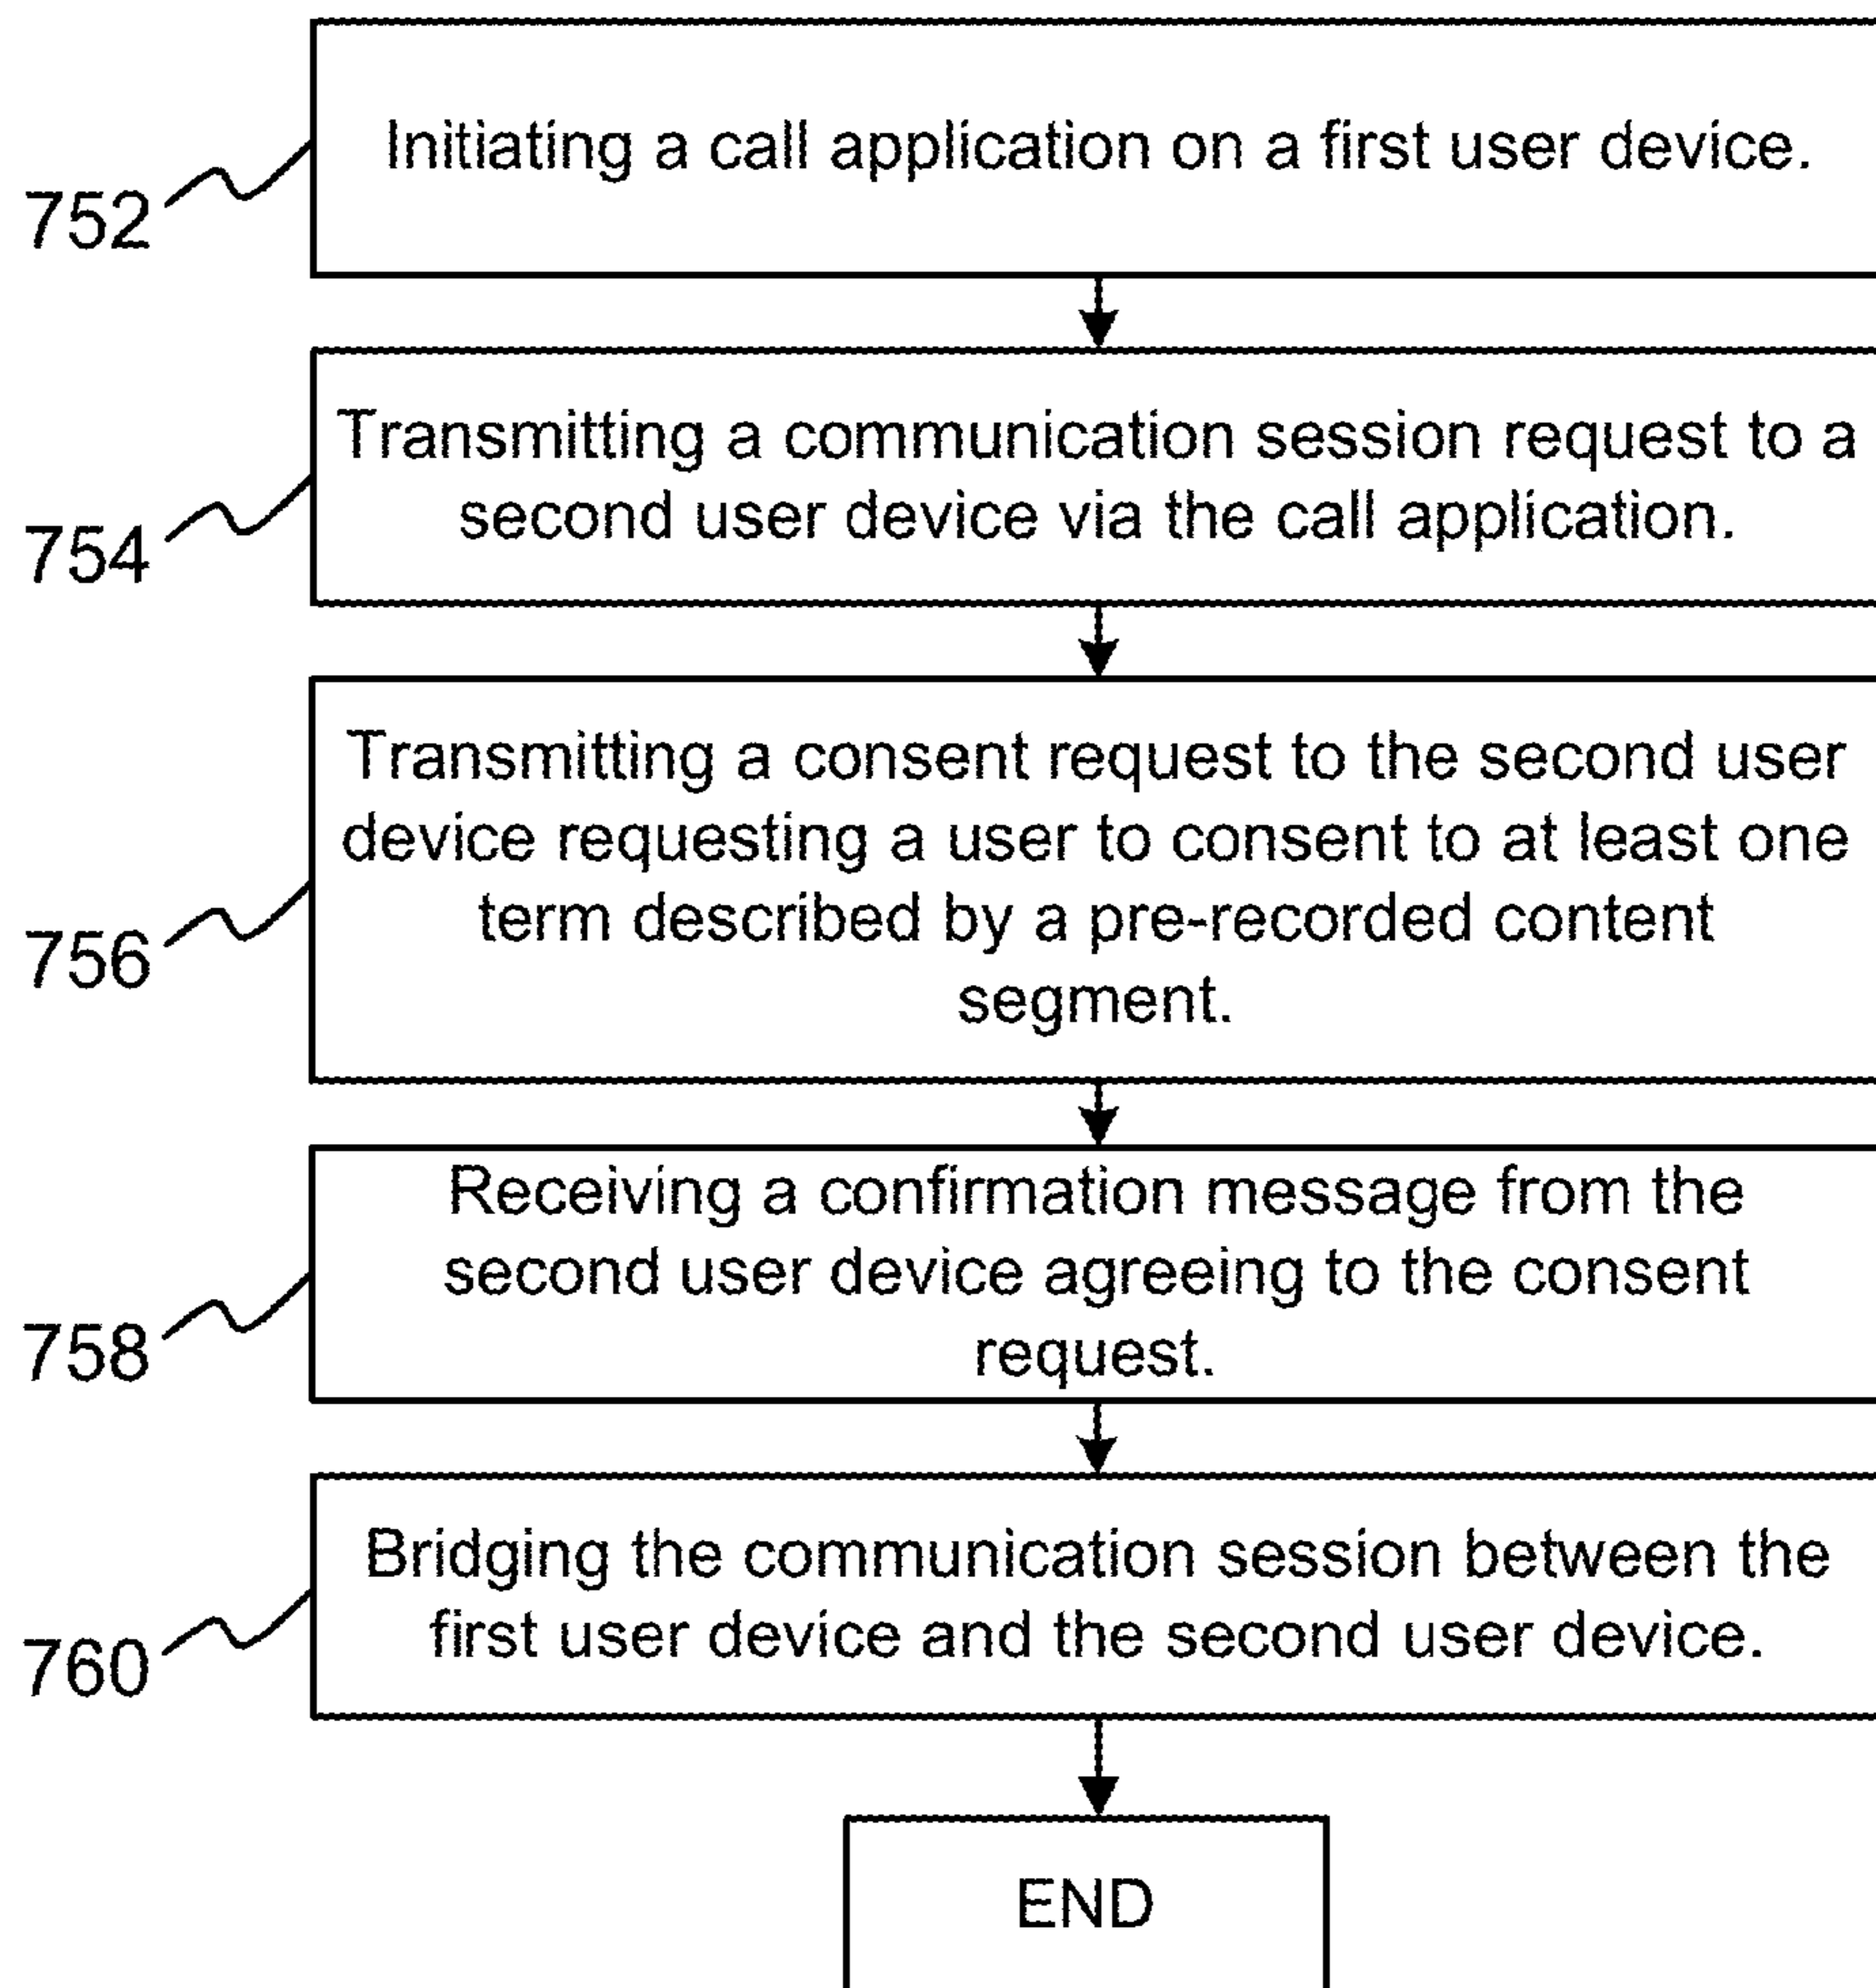 752
Initiating a call application on a first user device.
754
Transmitting a communication session request to a
second user device via the call application.
756
Transmitting a consent request to the second user
device requesting a user to consent to at least one
term described by a pre-recorded content
segment.
758
Receiving a confirmation message from the
second user device agreeing to the consent
request.
760
Bridging the communication session between the
first user device and the second user device.
END